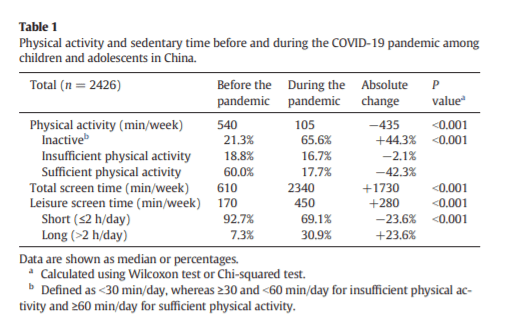 Table 1
Physical activity and sedentary time before and during the COVID-19 pandemic among
children and adolescents in China.
Total (n = 2426) Before the pandemic During the pandemic Absolute change P valueᵃ
Physical activity (min/week) 540 105 −435 <0.001
Inactiveᵇ 21.3% 65.6% +44.3% <0.001
Insufficient physical activity 18.8% 16.7% −2.1%
Sufficient physical activity 60.0% 17.7% −42.3%
Total screen time (min/week) 610 2340 +1730 <0.001
Leisure screen time (min/week) 170 450 +280 <0.001
Short (≤2 h/day) 92.7% 69.1% −23.6% <0.001
Long (>2 h/day) 7.3% 30.9% +23.6%
Data are shown as median or percentages.
ᵃ Calculated using Wilcoxon test or Chi-squared test.
ᵇ Defined as <30 min/day, whereas ≥30 and <60 min/day for insufficient physical ac-
tivity and ≥60 min/day for sufficient physical activity.